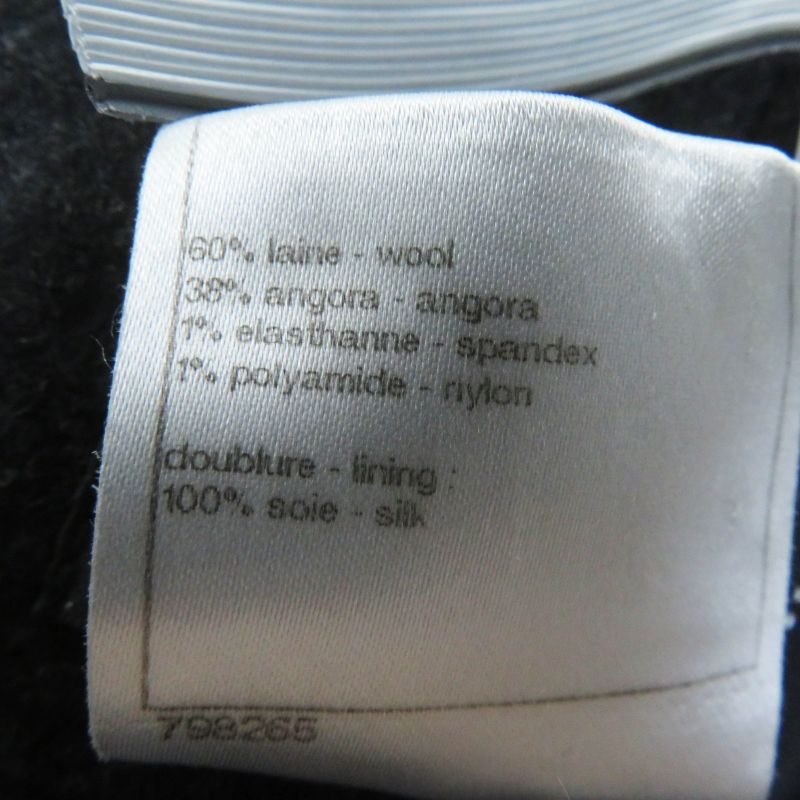 60% laine - wool
38% angora - angora
1% elasthanne - spandex
1% polyamide - nylon
doublure - lining :
100% soie - silk
798265